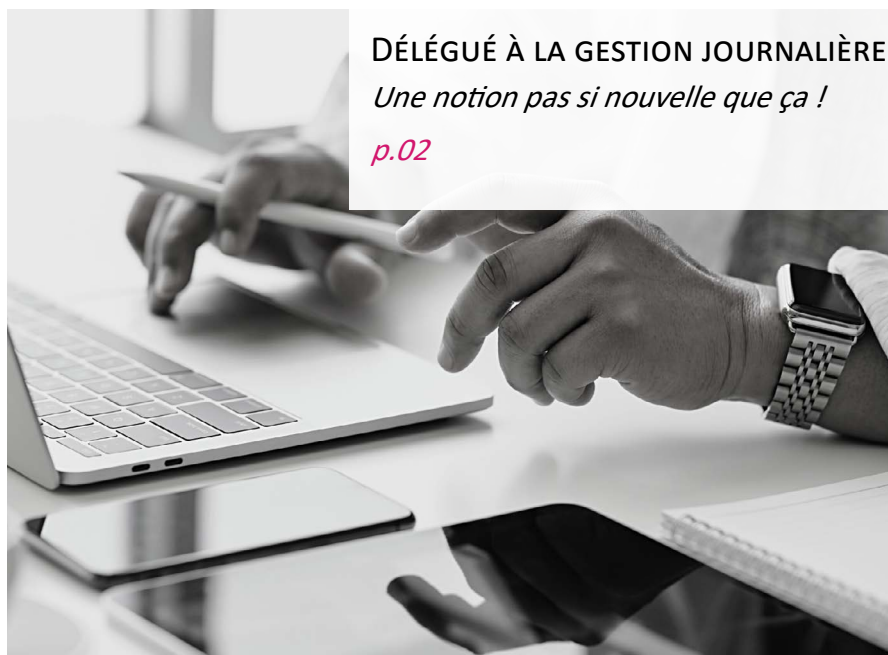 DÉLÉGUÉ À LA GESTION JOURNALIÈRE
Une notion pas si nouvelle que ça !
p.02